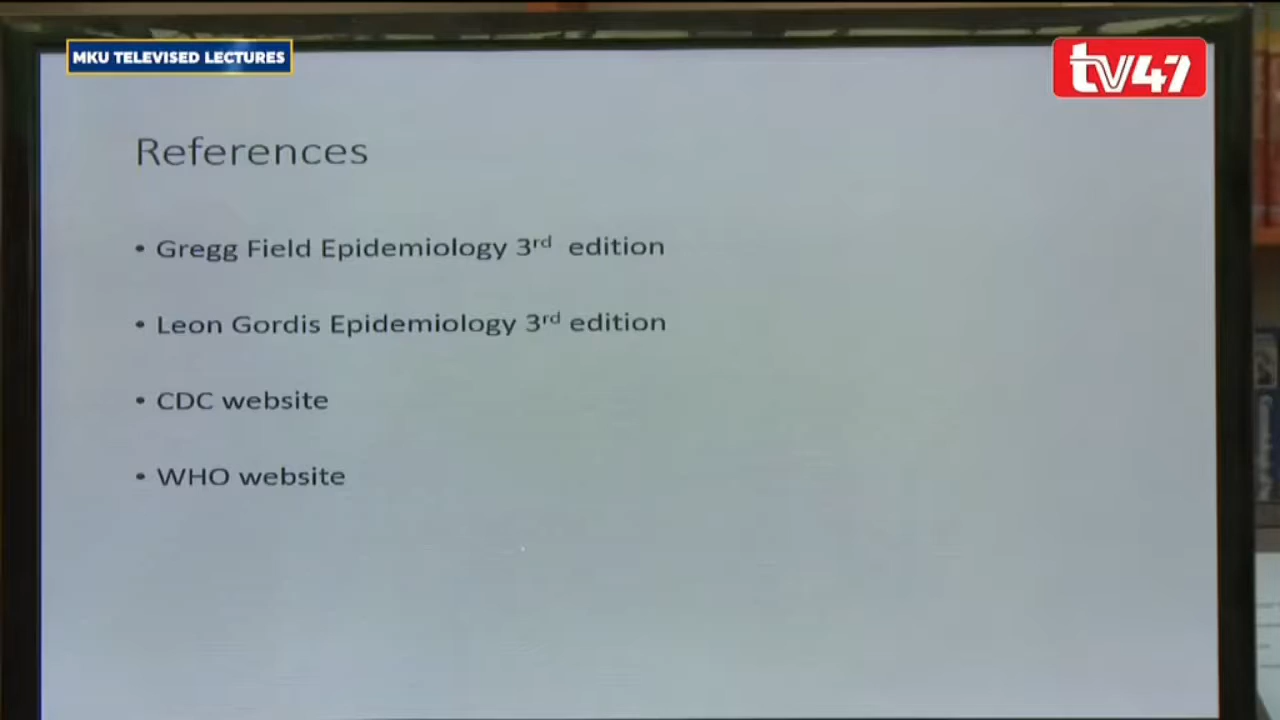 MKU TELEVISED LECTURES
tv47
References
• Gregg Field Epidemiology 3rd edition
• Leon Gordis Epidemiology 3rd edition
• CDC website
• WHO website